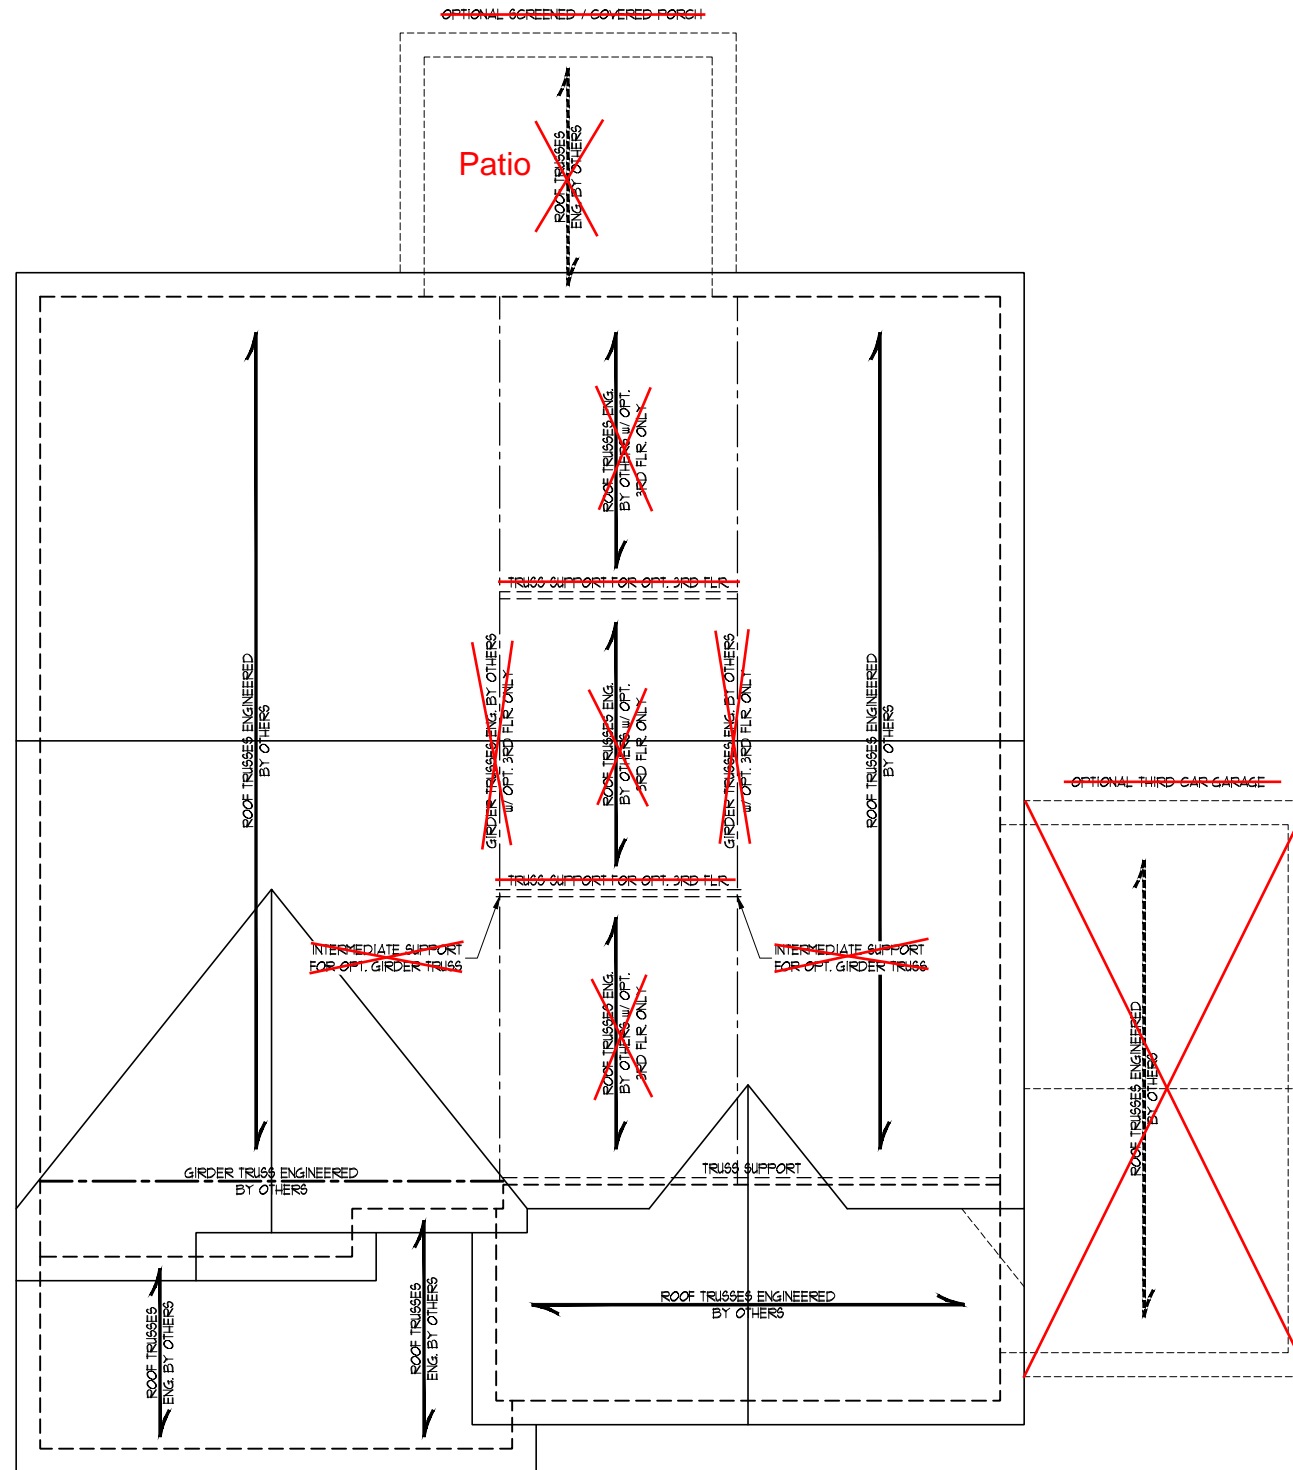 OPTIONAL SCREENED / COVERED PORCH
ROOF TRUSSES
ENG. BY OTHERS
Patio
ROOF TRUSSES ENG.
BY OTHERS w/ OPT.
3RD FLR. ONLY
TRUSS SUPPORT FOR OPT. 3RD FLR.
ROOF TRUSSES ENGINEERED
BY OTHERS
GIRDER TRUSSES ENG. BY OTHERS
w/ OPT. 3RD FLR. ONLY
ROOF TRUSSES ENG.
BY OTHERS w/ OPT.
3RD FLR. ONLY
GIRDER TRUSSES ENG. BY OTHERS
w/ OPT. 3RD FLR. ONLY
ROOF TRUSSES ENGINEERED
BY OTHERS
OPTIONAL THIRD CAR GARAGE
TRUSS SUPPORT FOR OPT. 3RD FLR.
INTERMEDIATE SUPPORT
FOR OPT. GIRDER TRUSS
INTERMEDIATE SUPPORT
FOR OPT. GIRDER TRUSS
ROOF TRUSSES ENG.
BY OTHERS w/ OPT.
3RD FLR. ONLY
ROOF TRUSSES ENGINEERED
BY OTHERS
GIRDER TRUSS ENGINEERED
BY OTHERS
TRUSS SUPPORT
ROOF TRUSSES
ENG. BY OTHERS
ROOF TRUSSES
ENG. BY OTHERS
ROOF TRUSSES ENGINEERED
BY OTHERS